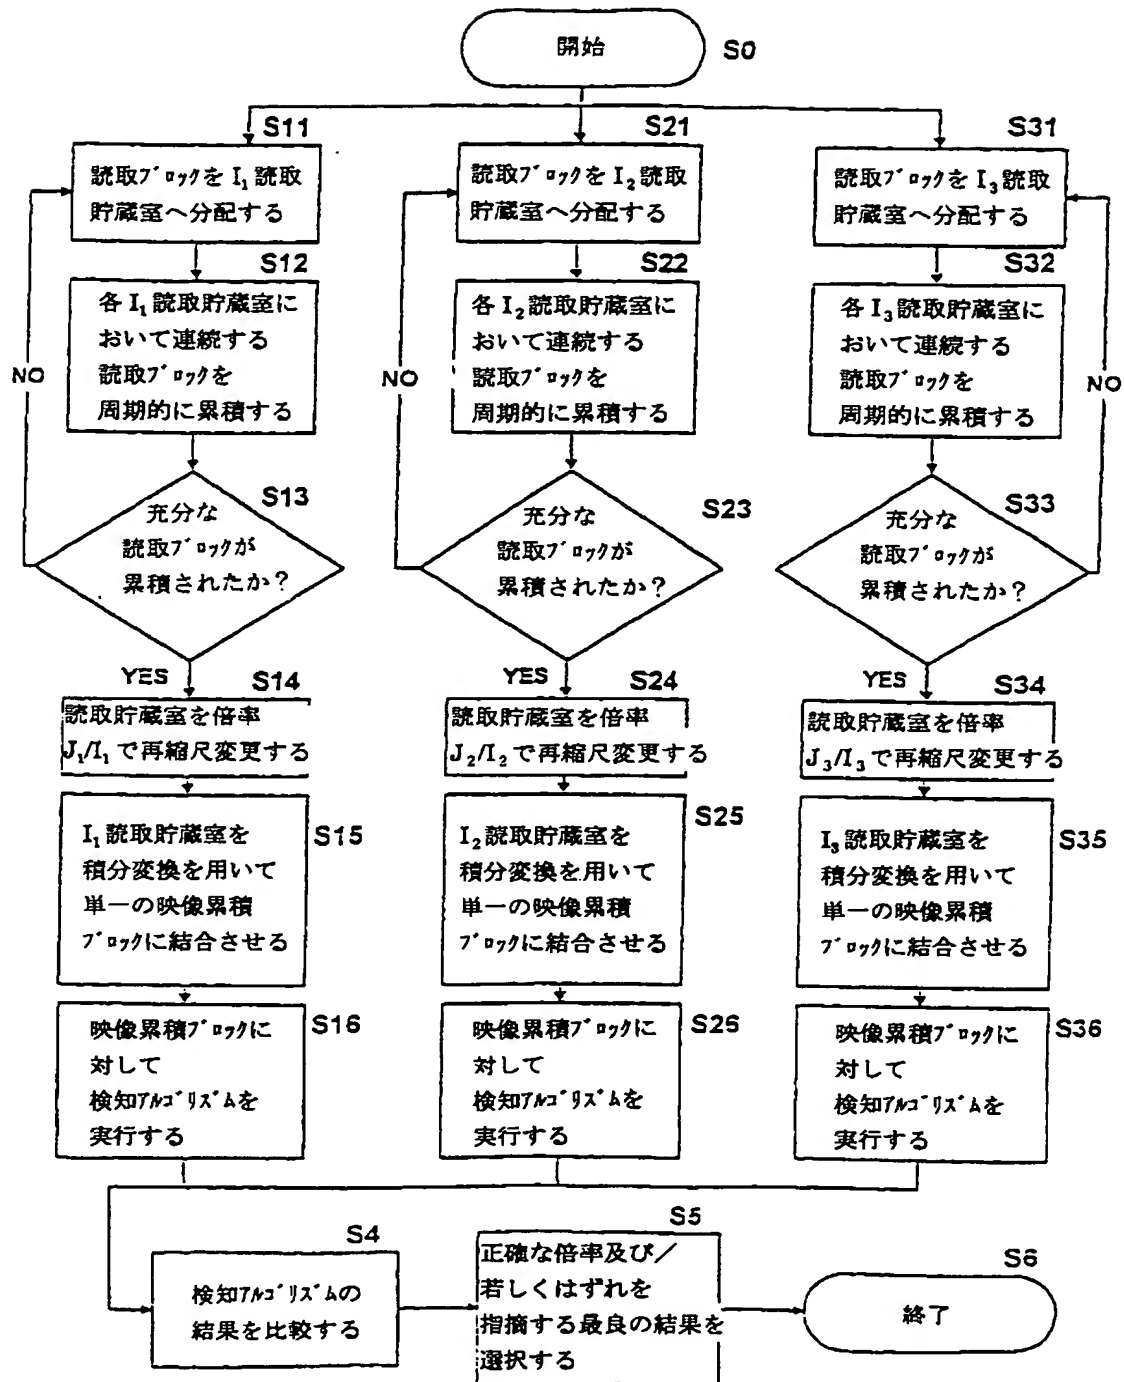 開始
S0
S11
読取ブロックを I₁ 読取
貯蔵室へ分配する
S21
読取ブロックを I₂ 読取
貯蔵室へ分配する
S31
読取ブロックを I₃ 読取
貯蔵室へ分配する
S12
各 I₁ 読取貯蔵室に
おいて連続する
読取ブロックを
周期的に累積する
NO
S22
各 I₂ 読取貯蔵室に
おいて連続する
読取ブロックを
周期的に累積する
NO
S32
各 I₃ 読取貯蔵室に
おいて連続する
読取ブロックを
周期的に累積する
NO
S13
充分な
読取ブロックが
累積されたか?
S23
充分な
読取ブロックが
累積されたか?
S33
充分な
読取ブロックが
累積されたか?
YES
S14
読取貯蔵室を倍率
J₁/I₁ で再縮尺変更する
YES
S24
読取貯蔵室を倍率
J₂/I₂ で再縮尺変更する
YES
S34
読取貯蔵室を倍率
J₃/I₃ で再縮尺変更する
S15
I₁ 読取貯蔵室を
積分変換を用いて
単一の映像累積
ブロックに結合させる
S25
I₂ 読取貯蔵室を
積分変換を用いて
単一の映像累積
ブロックに結合させる
S35
I₃ 読取貯蔵室を
積分変換を用いて
単一の映像累積
ブロックに結合させる
S16
映像累積ブロックに
対して
検知アルゴリズムを
実行する
S26
映像累積ブロックに
対して
検知アルゴリズムを
実行する
S36
映像累積ブロックに
対して
検知アルゴリズムを
実行する
S4
検知アルゴリズムの
結果を比較する
S5
正確な倍率及び/
若しくはずれを
指摘する最良の結果を
選択する
S6
終了